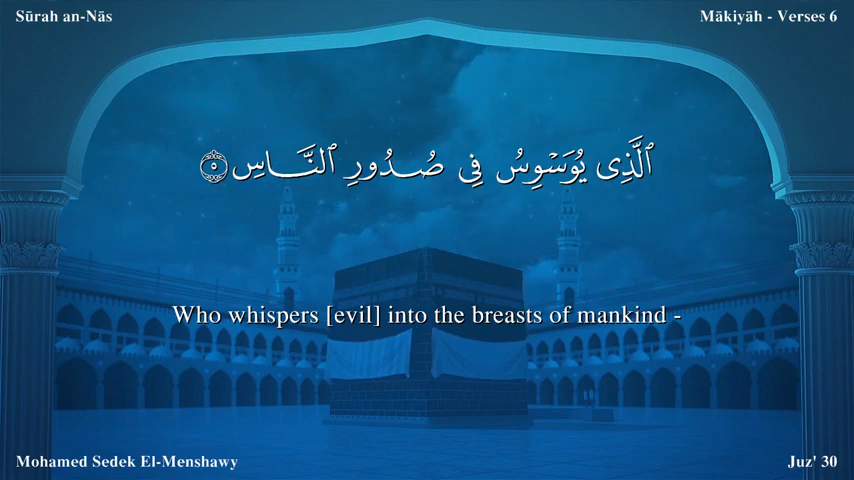 Sūrah an-Nās
Mākiyāh - Verses 6
ٱلَّذِى يُوَسْوِسُ فِى صُدُورِ ٱلنَّاسِ ٥
Who whispers [evil] into the breasts of mankind -
Mohamed Sedek El-Menshawy
Juz' 30